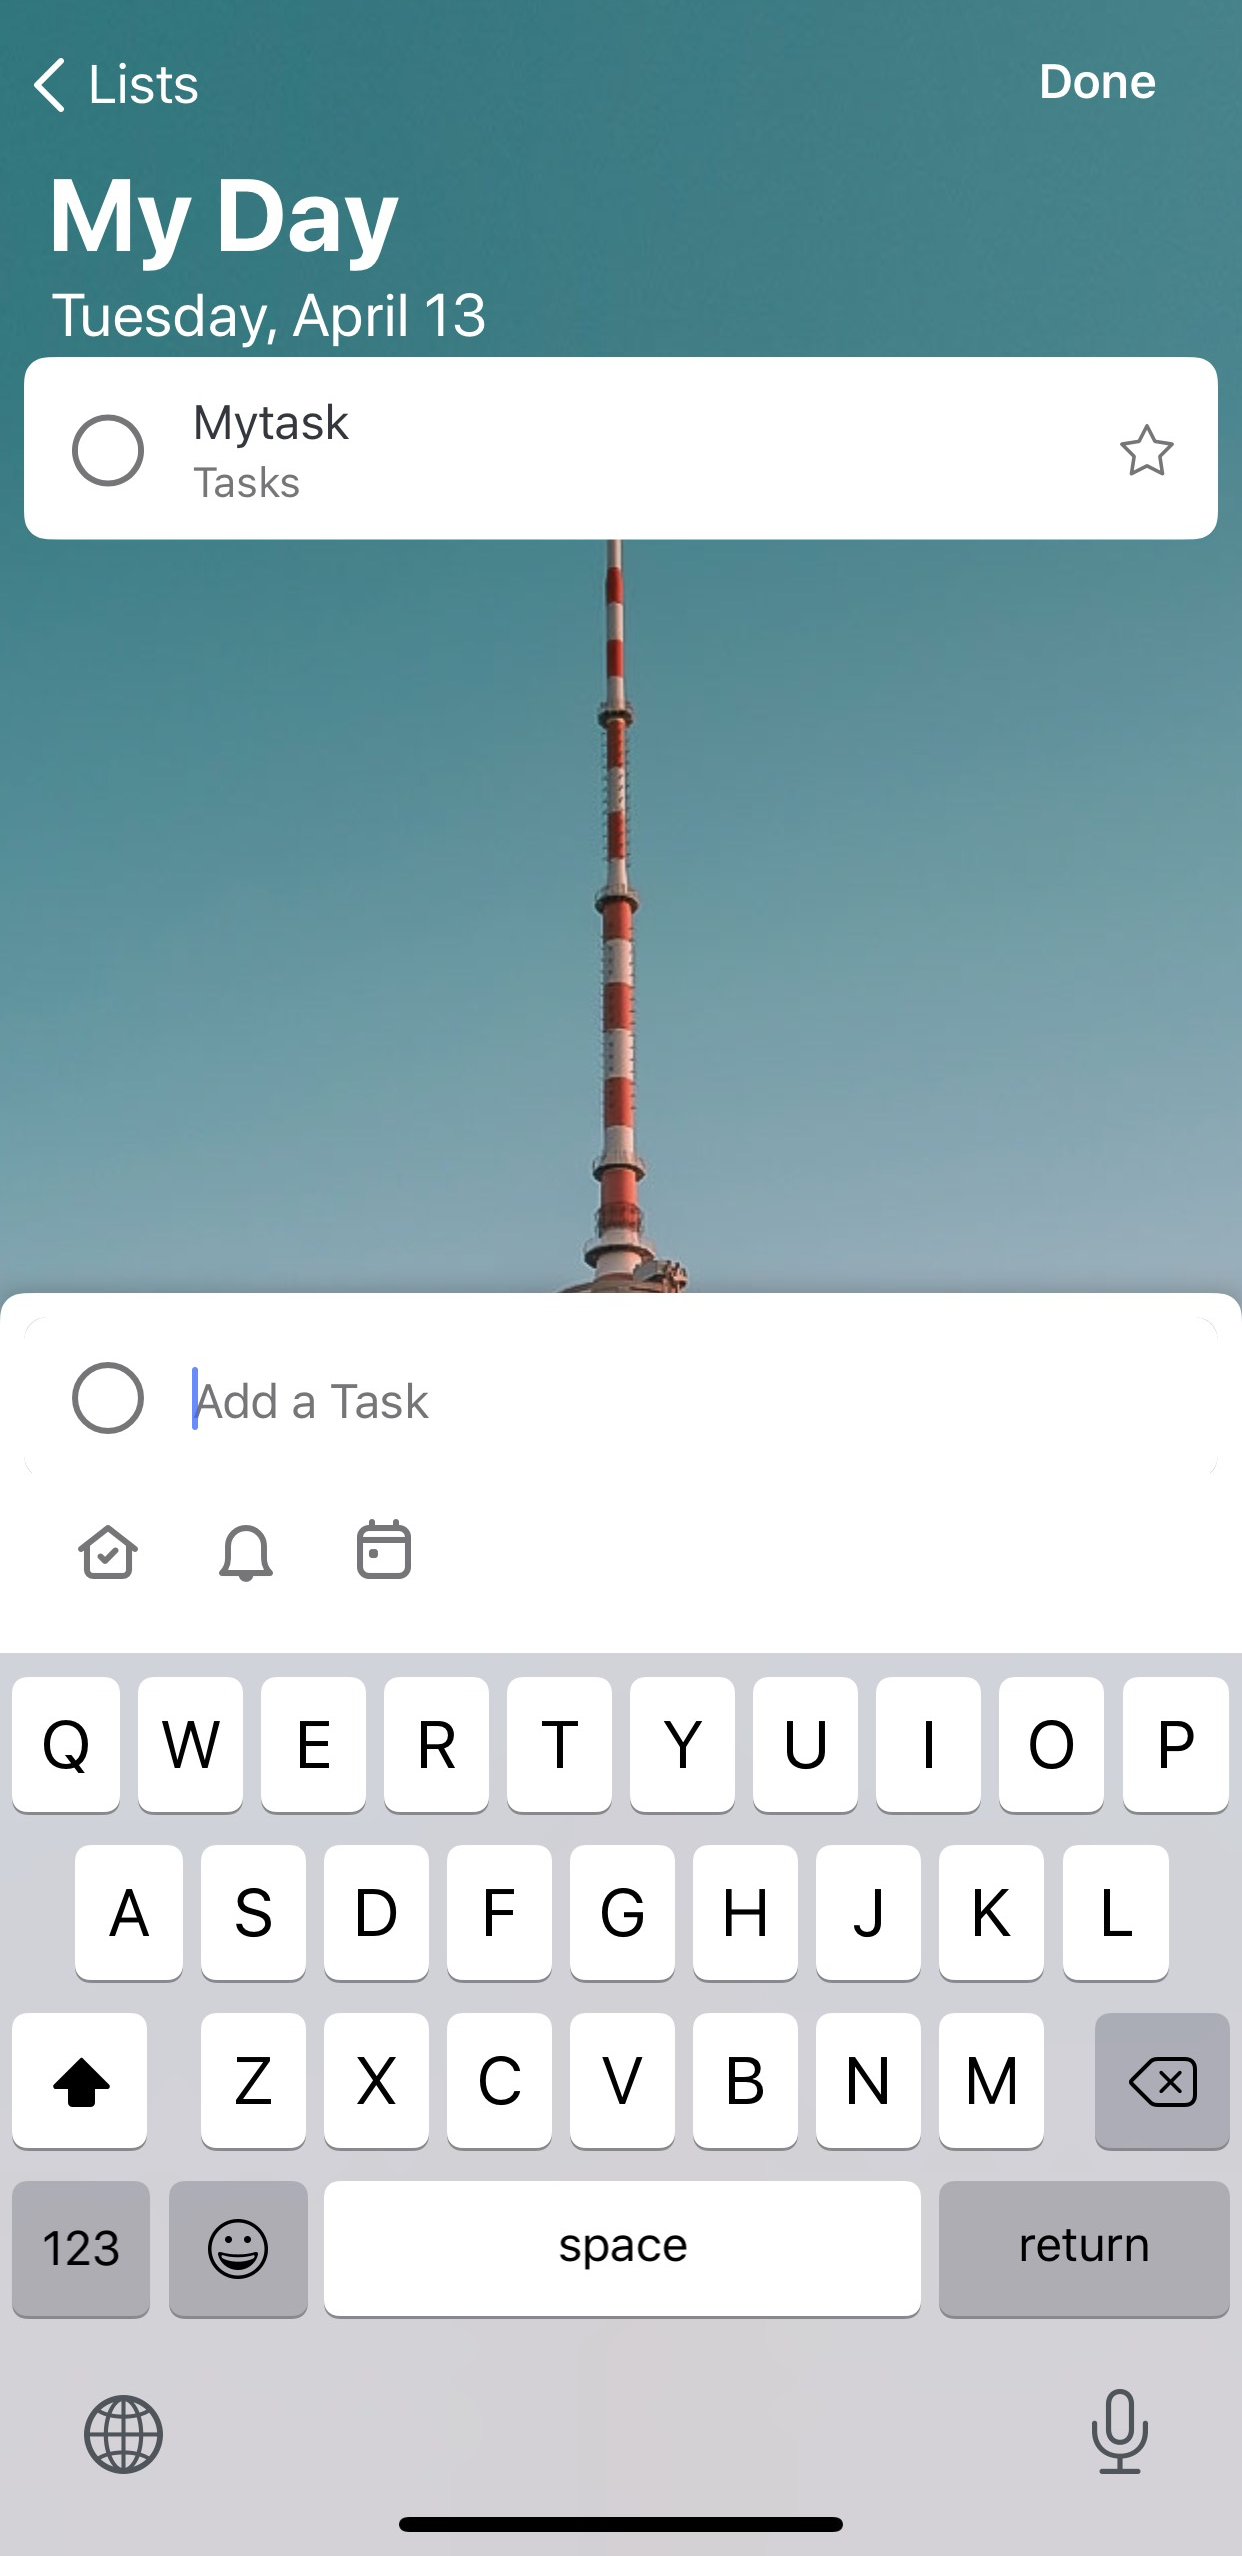 Lists
Done
My Day
Tuesday, April 13
Mytask
Tasks
Add a Task
Q W E R T Y U I O P
A S D F G H J K L
Z X C V B N M
123 space return